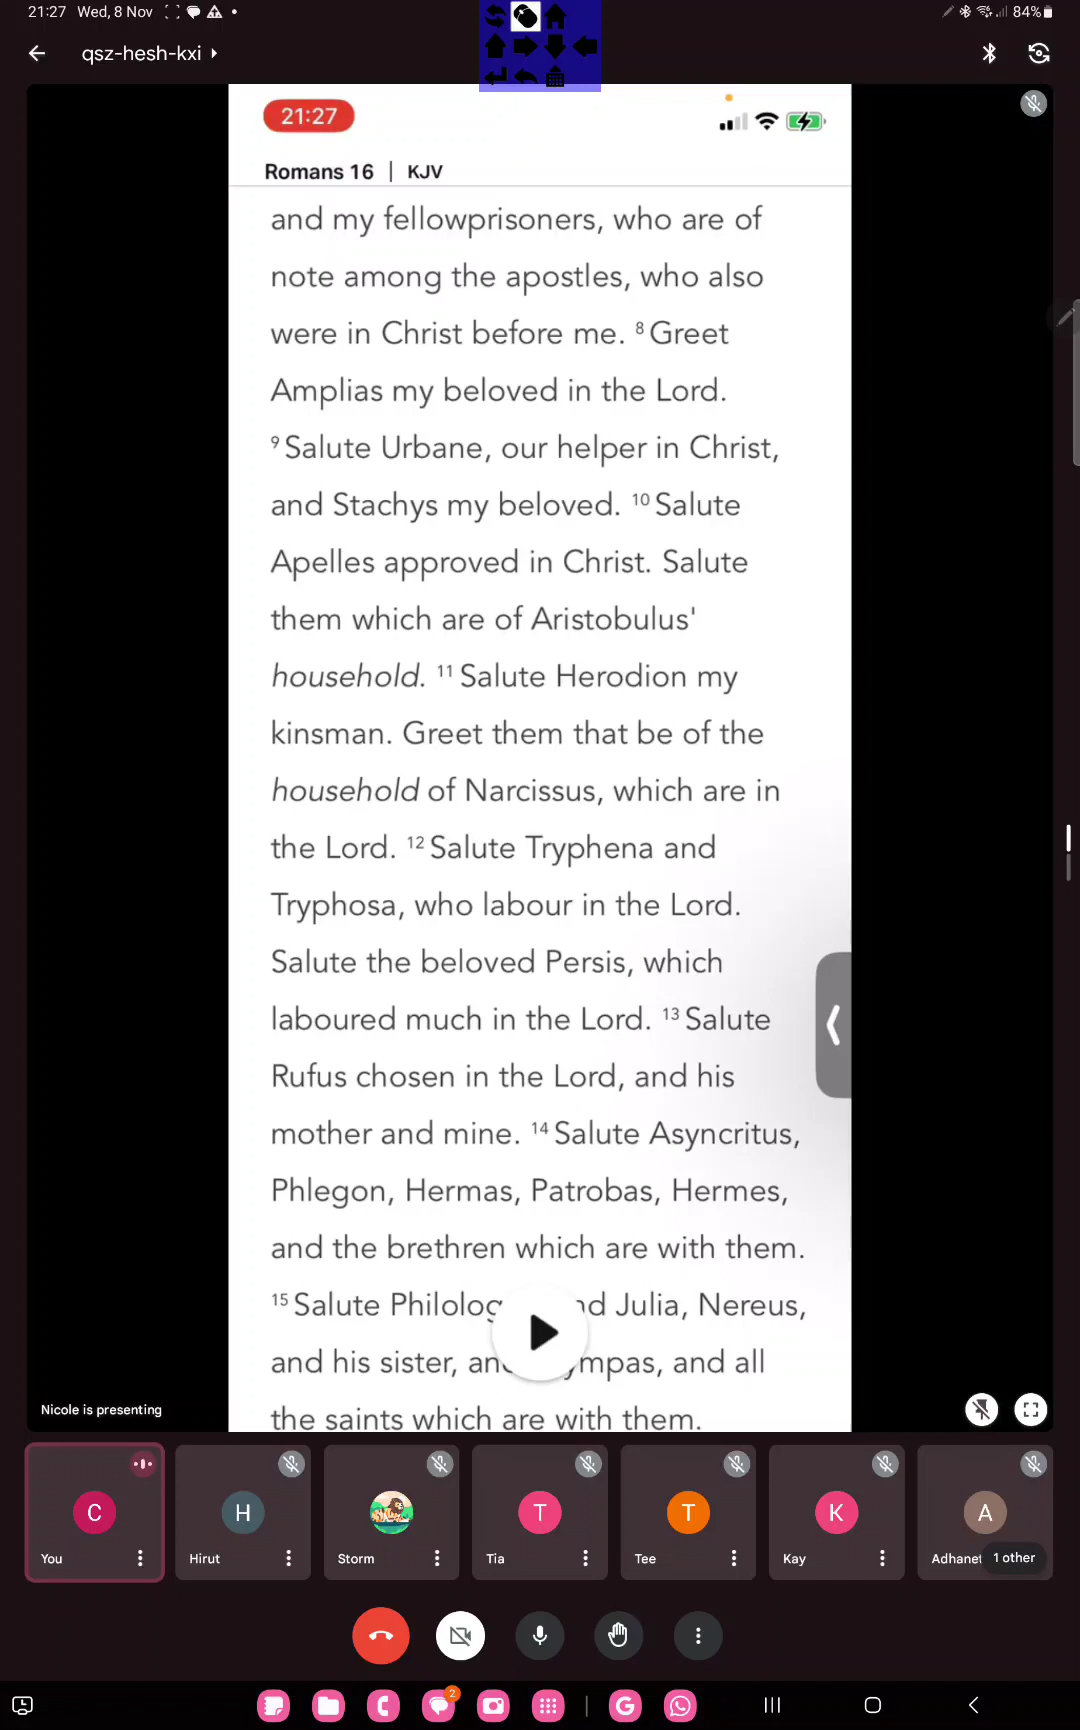 21:27 Wed, 8 Nov
84%
qsz-hesh-kxi
21:27
Romans 16 | KJV
and my fellowprisoners, who are of
note among the apostles, who also
were in Christ before me. 8 Greet
Amplias my beloved in the Lord.
9 Salute Urbane, our helper in Christ,
and Stachys my beloved. 10 Salute
Apelles approved in Christ. Salute
them which are of Aristobulus'
household. 11 Salute Herodion my
kinsman. Greet them that be of the
household of Narcissus, which are in
the Lord. 12 Salute Tryphena and
Tryphosa, who labour in the Lord.
Salute the beloved Persis, which
laboured much in the Lord. 13 Salute
Rufus chosen in the Lord, and his
mother and mine. 14 Salute Asyncritus,
Phlegon, Hermas, Patrobas, Hermes,
and the brethren which are with them.
15 Salute Julia, Nereus,
and his sister, and all
the saints which are with them.
Nicole is presenting
C H T T K A
You Hirut Storm Tia Tee Kay Adhanet 1 other
2
G